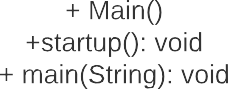 + Main()
+startup(): void
+ main(String): void